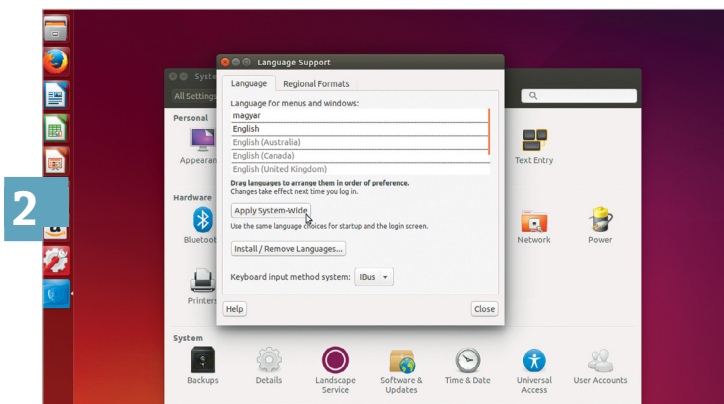 2
Syste
All Settings
Personal
Appearan
Text Entry
Hardware
Bluetoot
Network
Power
Printers
System
Backups
Details
Landscape
Service
Software &
Updates
Time & Date
Universal
Access
User Accounts
Language Support
Language
Regional Formats
Language for menus and windows:
magyar
English
English (Australia)
English (Canada)
English (United Kingdom)
Drag languages to arrange them in order of preference.
Changes take effect next time you log in.
Apply System-Wide
Use the same language choices for startup and the login screen.
Install / Remove Languages...
Keyboard input method system:
IBus
Help
Close